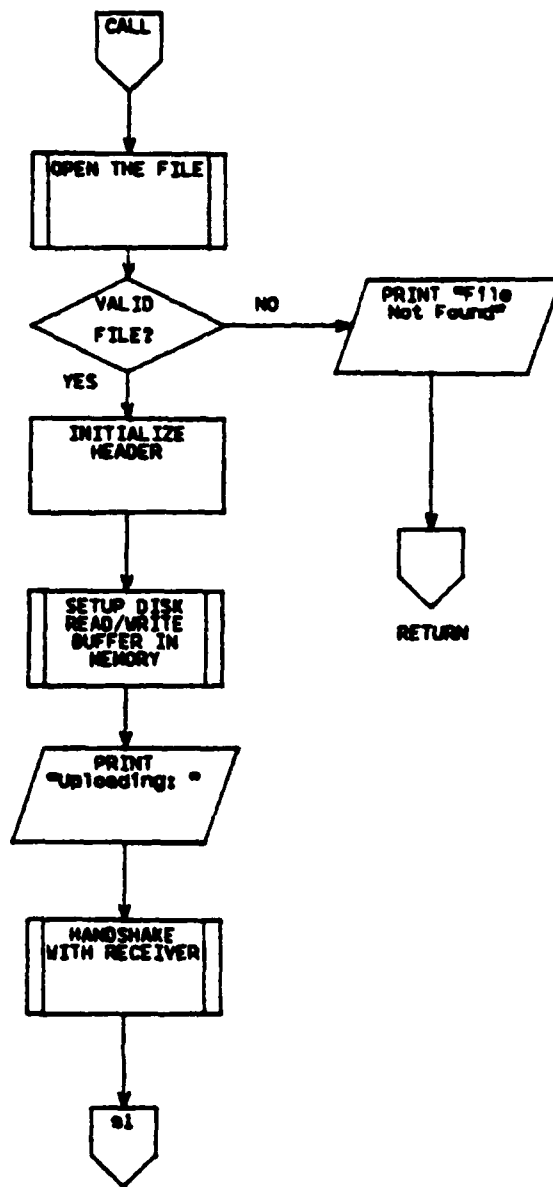 CALL
OPEN THE FILE
VALID
FILE?
NO
PRINT "File
Not Found"
YES
INITIALIZE
HEADER
RETURN
SETUP DISK
READ/WRITE
BUFFER IN
MEMORY
PRINT
"Uploading: "
HANDSHAKE
WITH RECEIVER